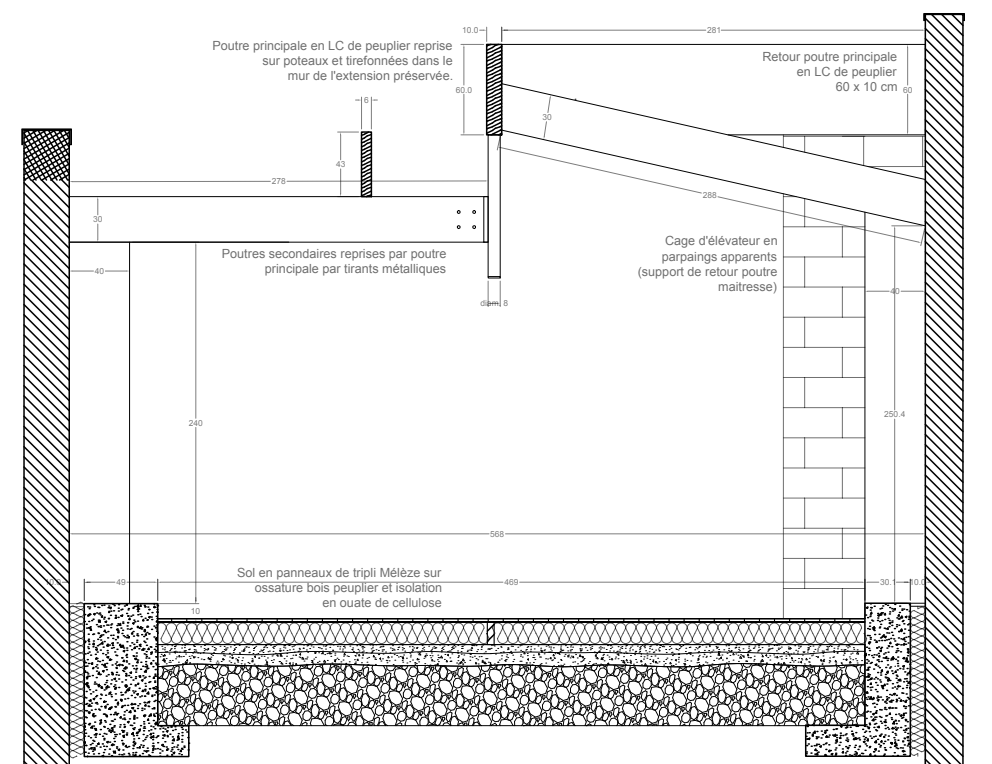 10.0
281
Poutre principale en LC de peuplier reprise
sur poteaux et tirefonnées dans le
mur de l'extension préservée.
Retour poutre principale
en LC de peuplier
60 x 10 cm
60.0
60
6
30
43
278
288
30
Poutres secondaires reprises par poutre
principale par tirants métalliques
Cage d'élévateur en
parpaings apparents
(support de retour poutre
maitresse)
40
40
diam. 8
240
250.4
568
Sol en panneaux de tripli Mélèze sur
ossature bois peuplier et isolation
en ouate de cellulose
10.0
49
469
30.1
10.0
10